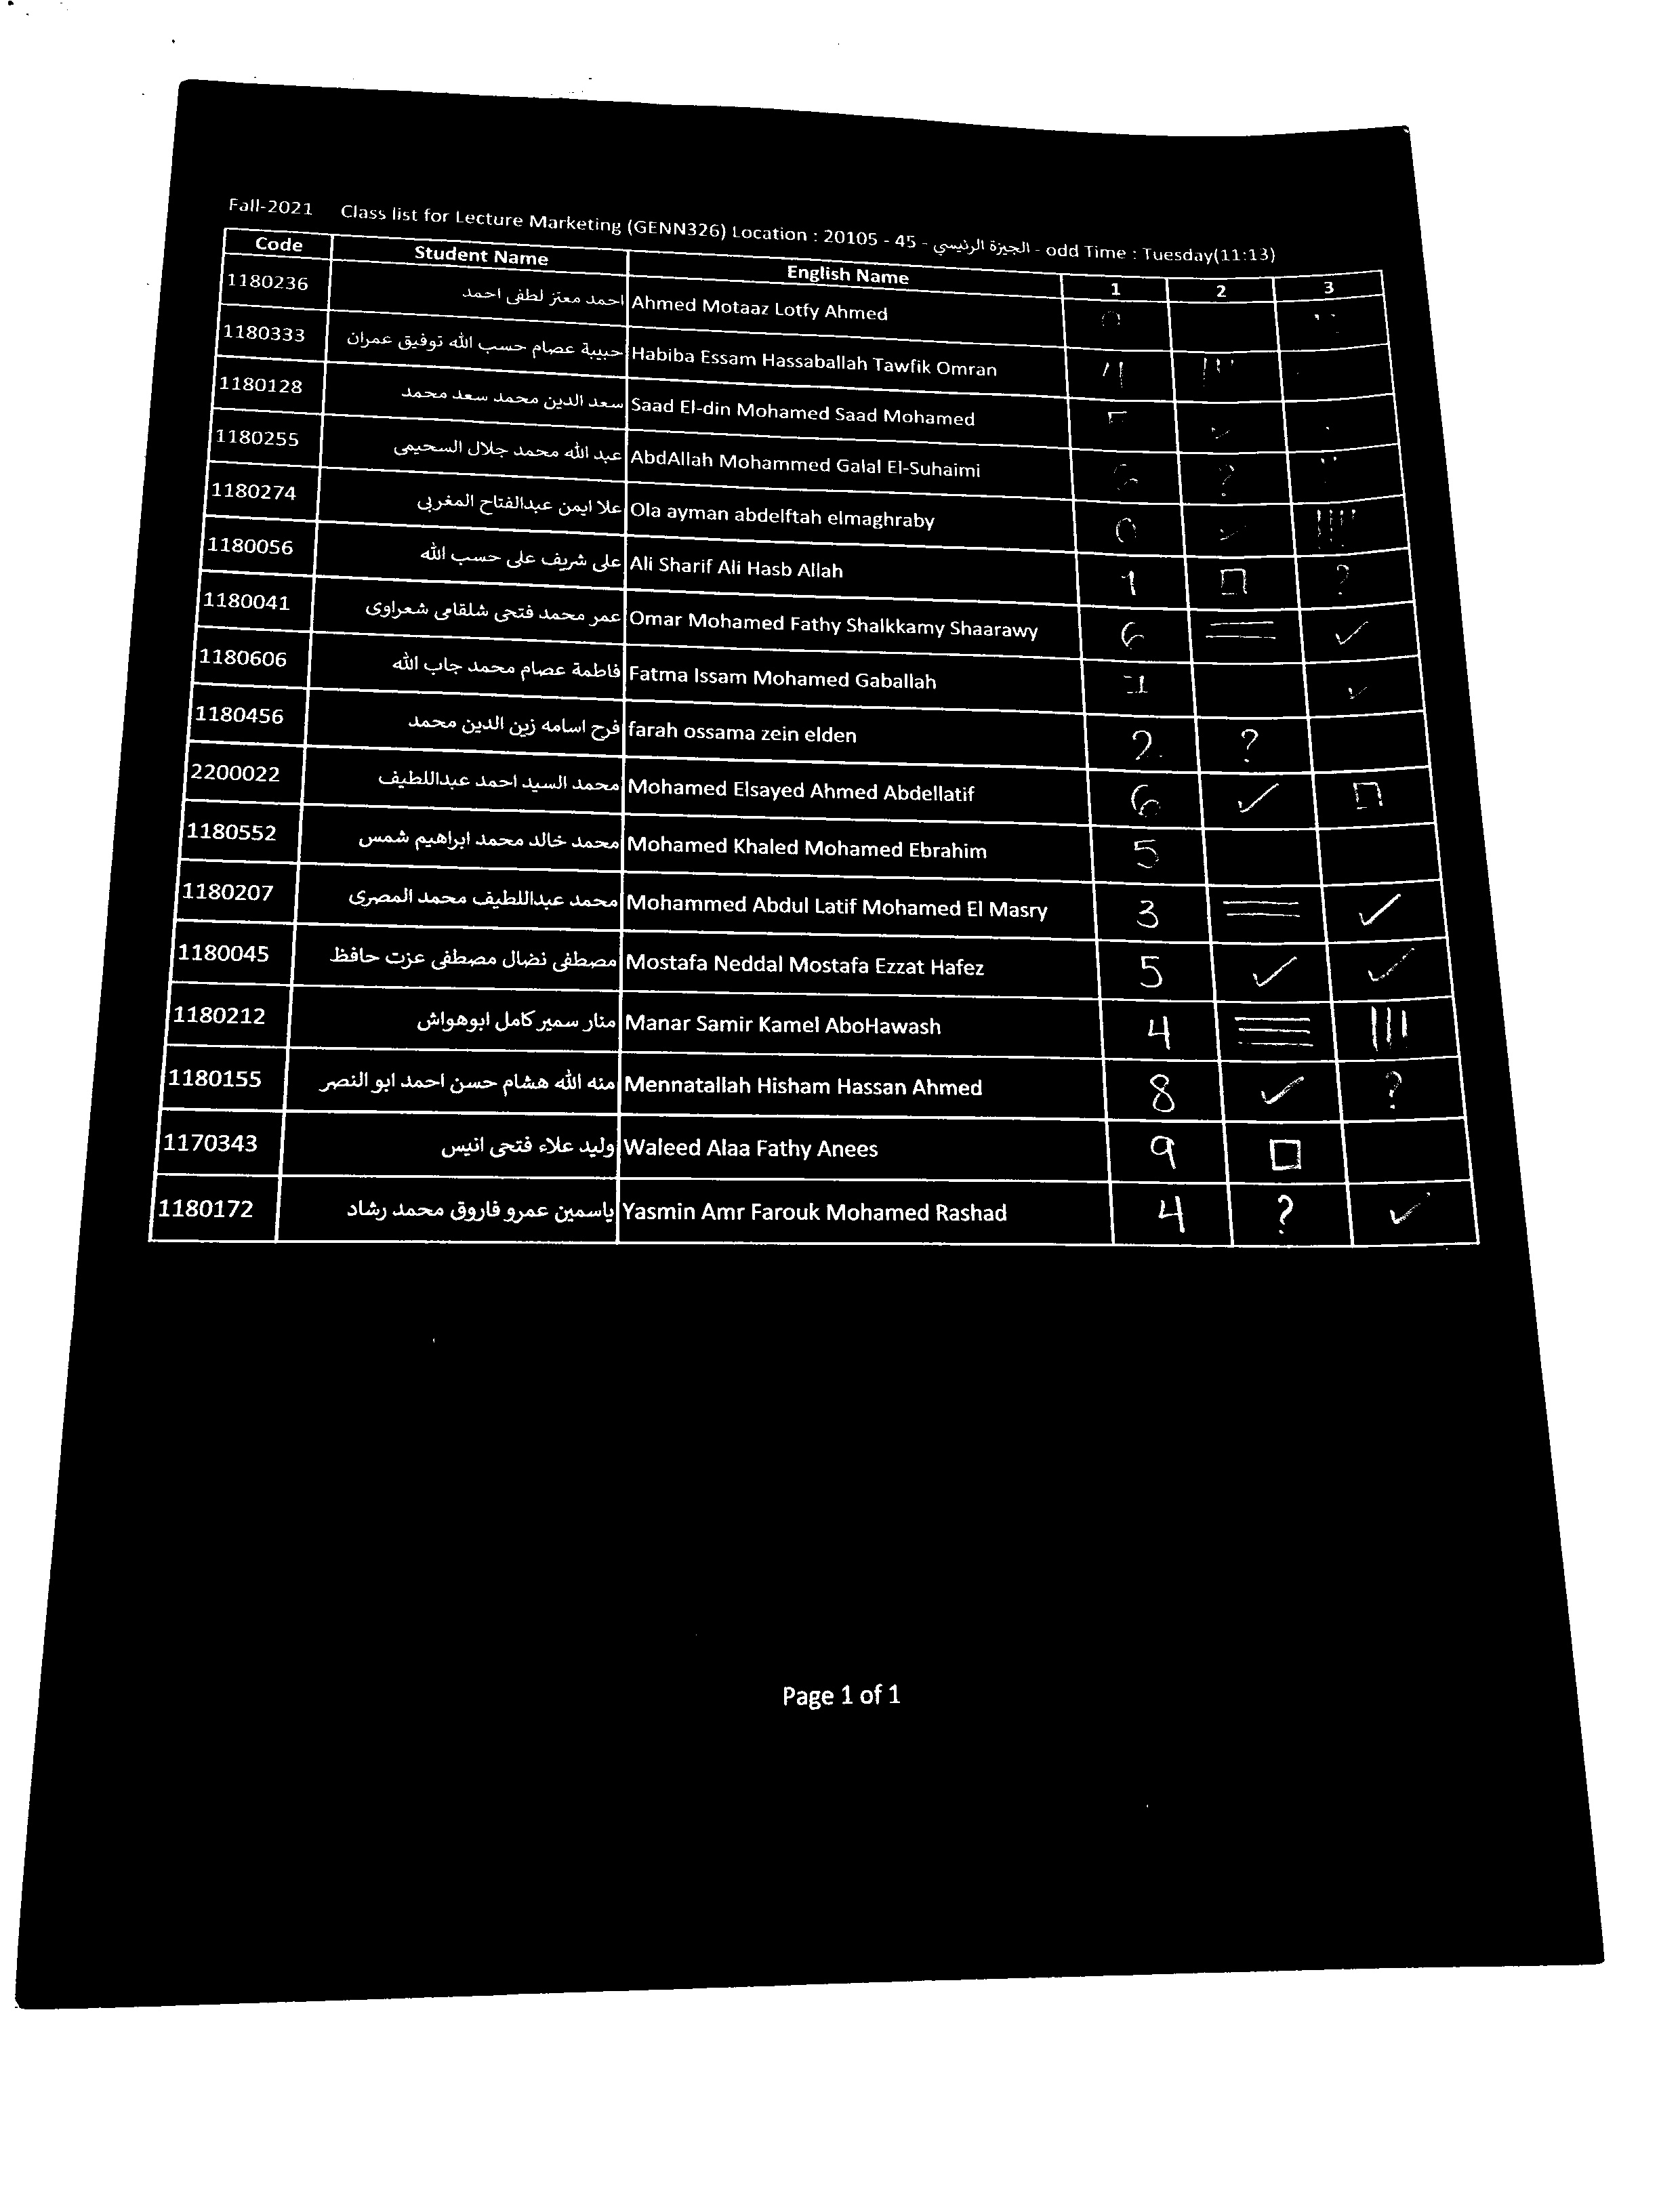 Fall-2021 Class list for Lecture Marketing (GENN326) Location : 20105 - 45 - الجيزة الرئيسي - odd Time : Tuesday(11:13)
Code Student Name English Name 1 2 3
1180236 احمد معتز لطفى احمد Ahmed Motaaz Lotfy Ahmed
1180333 حبيبة عصام حسب الله توفيق عمران Habiba Essam Hassaballah Tawfik Omran 4
1180128 سعد الدين محمد سعد محمد Saad El-din Mohamed Saad Mohamed ✓
1180255 عبد الله محمد جلال السحيمى AbdAllah Mohammed Galal El-Suhaimi 6 ?
1180274 علا ايمن عبدالفتاح المغربى Ola ayman abdelftah elmaghraby 0 ✓
1180056 على شريف على حسب الله Ali Sharif Ali Hasb Allah 1 □ ?
1180041 عمر محمد فتحى شلقامى شعراوى Omar Mohamed Fathy Shalkkamy Shaarawy 6 = ✓
1180606 فاطمة عصام محمد جاب الله Fatma Issam Mohamed Gaballah ✓
1180456 فرح اسامه زين الدين محمد farah ossama zein elden 2 ?
2200022 محمد السيد احمد عبداللطيف Mohamed Elsayed Ahmed Abdellatif 6 ✓ □
1180552 محمد خالد محمد ابراهيم شمس Mohamed Khaled Mohamed Ebrahim 5
1180207 محمد عبداللطيف محمد المصرى Mohammed Abdul Latif Mohamed El Masry 3 = ✓
1180045 مصطفى نضال مصطفى عزت حافظ Mostafa Neddal Mostafa Ezzat Hafez 5 ✓ ✓
1180212 منار سمير كامل ابوهواش Manar Samir Kamel AboHawash 4 ≡ |||
1180155 منه الله هشام حسن احمد ابو النصر Mennatallah Hisham Hassan Ahmed 8 ✓ ?
1170343 وليد علاء فتحى انيس Waleed Alaa Fathy Anees 9 □
1180172 ياسمين عمرو فاروق محمد رشاد Yasmin Amr Farouk Mohamed Rashad 4 ? ✓
Page 1 of 1